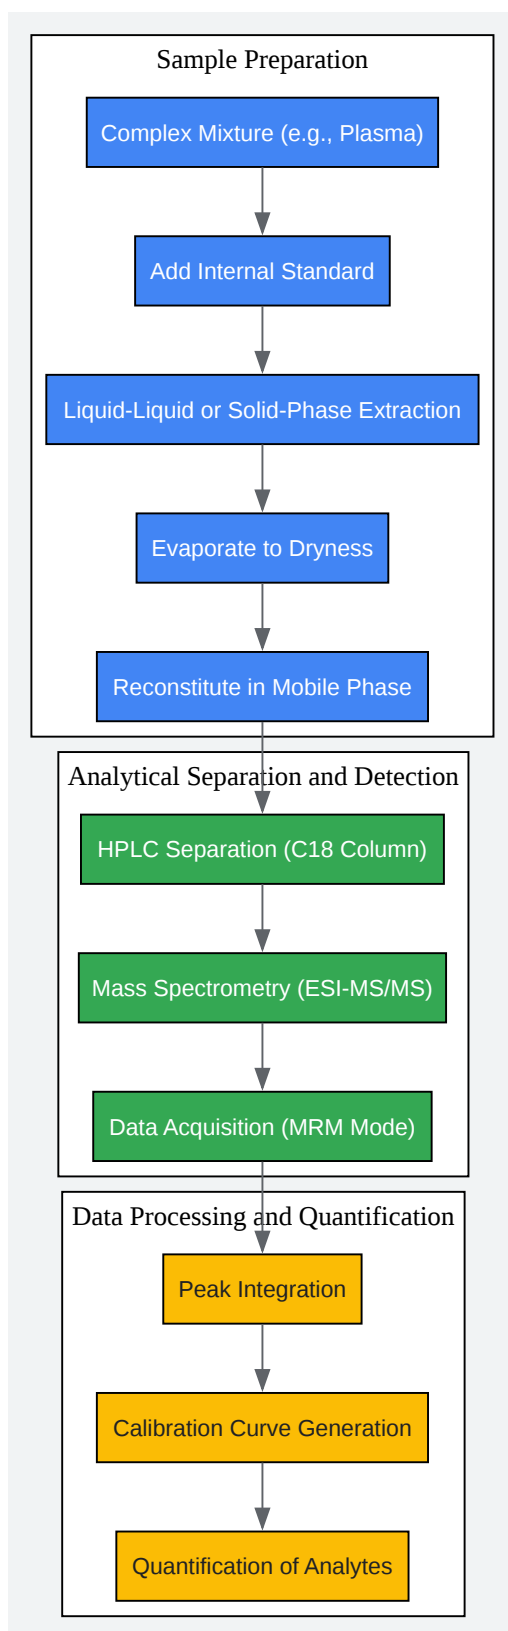 Sample Preparation
Complex Mixture (e.g., Plasma)
Add Internal Standard
Liquid-Liquid or Solid-Phase Extraction
Evaporate to Dryness
Reconstitute in Mobile Phase
Analytical Separation and Detection
HPLC Separation (C18 Column)
Mass Spectrometry (ESI-MS/MS)
Data Acquisition (MRM Mode)
Data Processing and Quantification
Peak Integration
Calibration Curve Generation
Quantification of Analytes